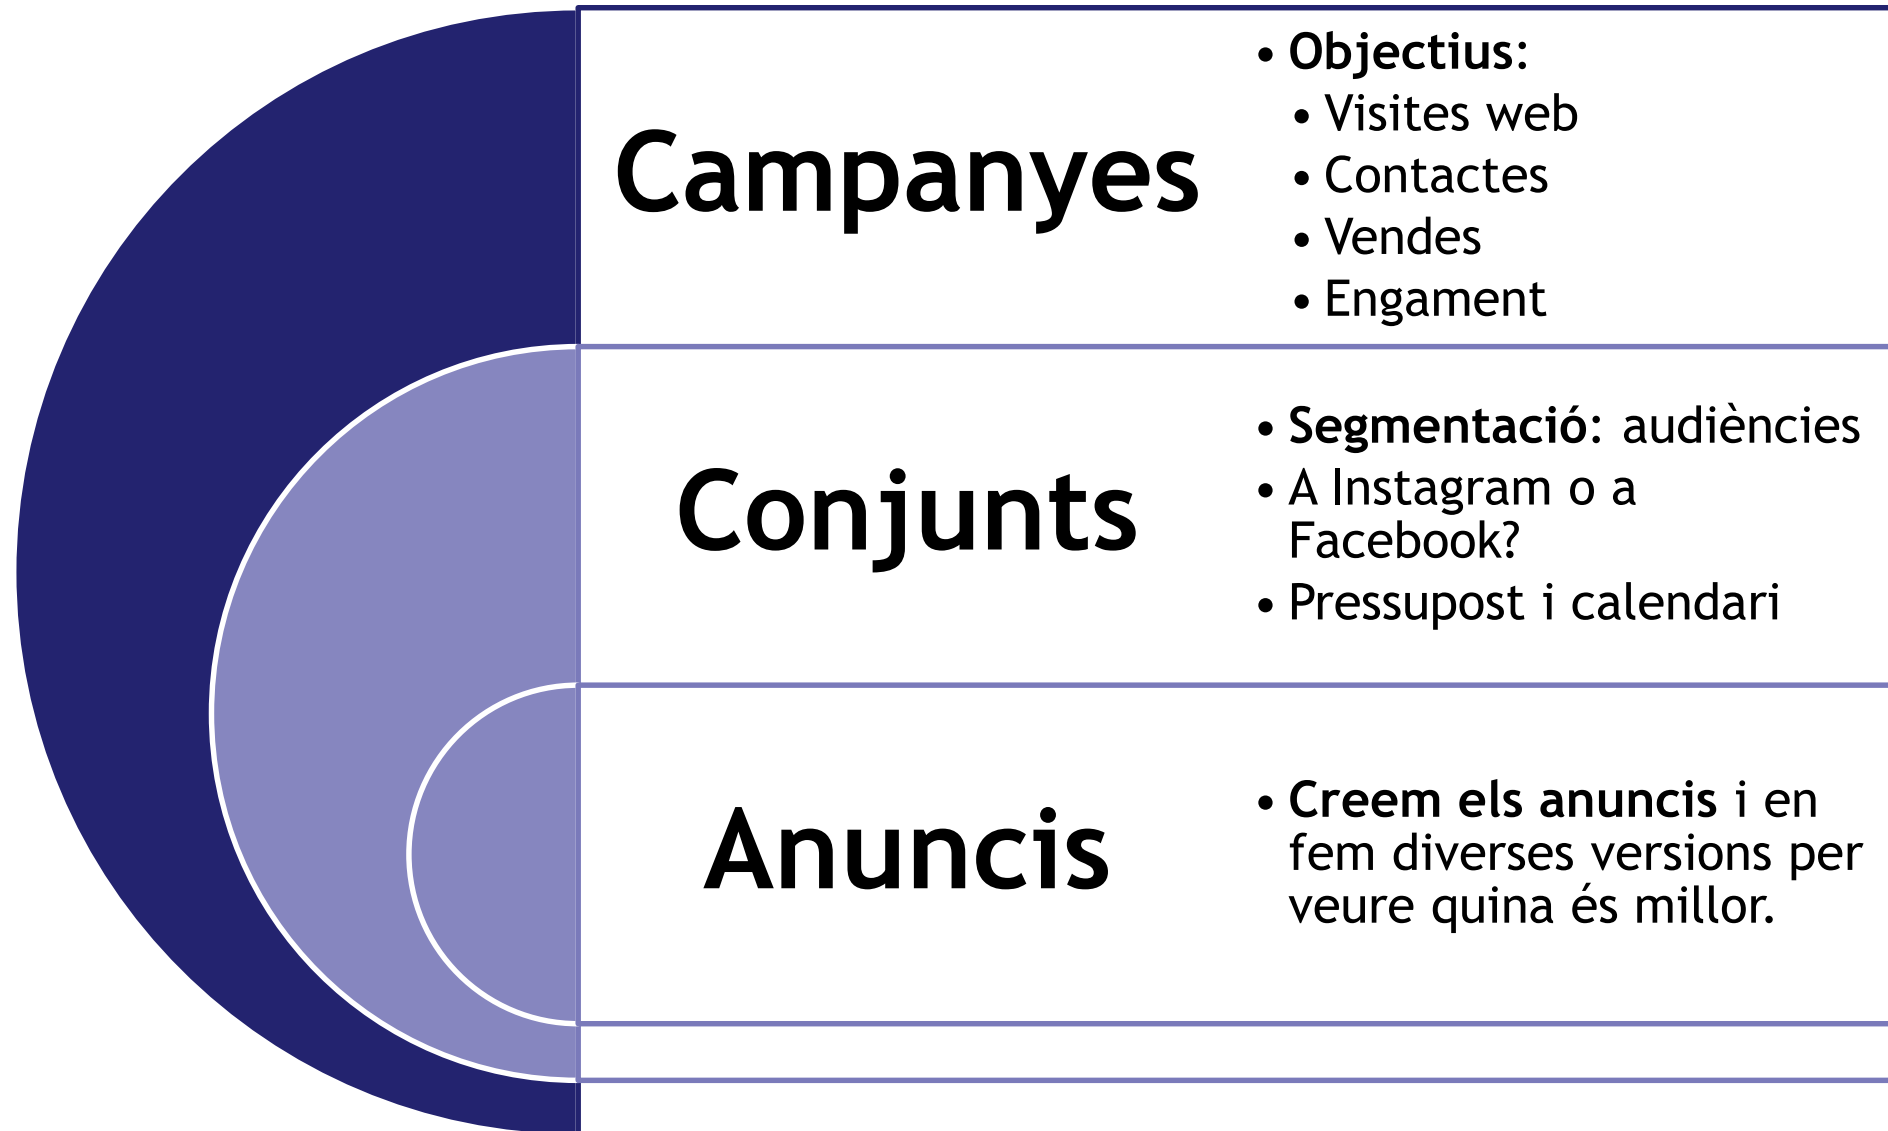 Campanyes
• Objectius:
• Visites web
• Contactes
• Vendes
• Engament
Conjunts
• Segmentació: audiències
• A Instagram o a
Facebook?
• Pressupost i calendari
Anuncis
• Creem els anuncis i en
fem diverses versions per
veure quina és millor.